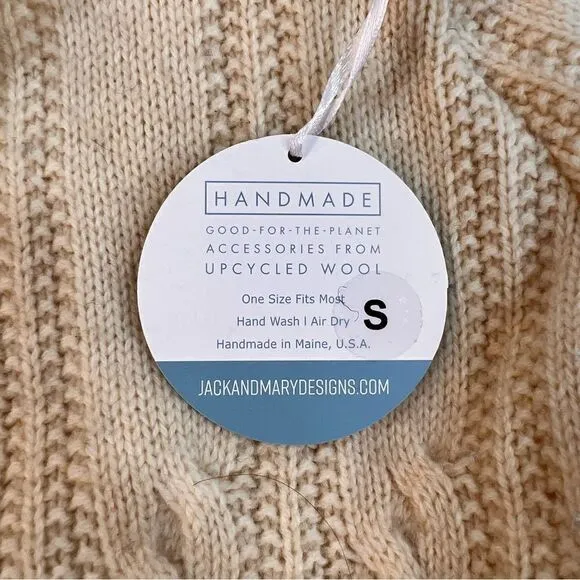 HANDMADE
GOOD-FOR-THE-PLANET
ACCESSORIES FROM
UPCYCLED WOOL
One Size Fits Most
Hand Wash | Air Dry
S
Handmade in Maine, U.S.A.
JACKANDMARYDESIGNS.COM